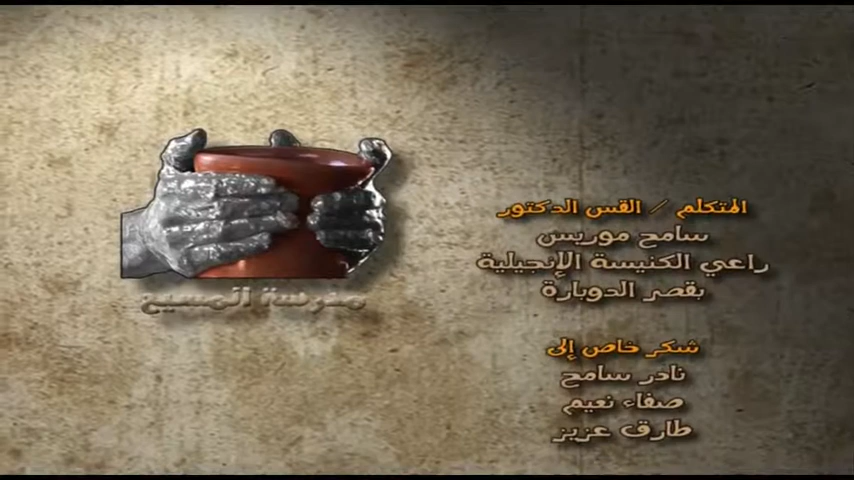 المتكلم / القس الدكتور
سامح موريس
راعي الكنيسة الإنجيلية
بقصر الدوبارة
شكر خاص إلى
نادر سامح
صفاء نعيم
طارق عزيز
مدرسة المسيح